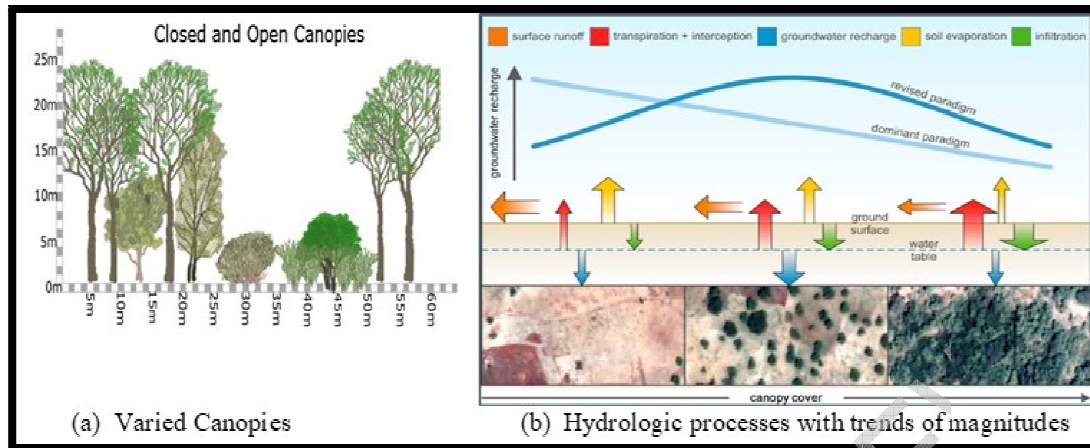 Closed and Open Canopies
25m
20m
15m
10m
5m
0m
5m
10m
15m
20m
25m
30m
35m
40m
45m
50m
55m
60m
(a) Varied Canopies
surface runoff
transpiration + interception
groundwater recharge
soil evaporation
infiltration
groundwater recharge
revised paradigm
dominant paradigm
ground
surface
water
table
canopy cover
(b) Hydrologic processes with trends of magnitudes